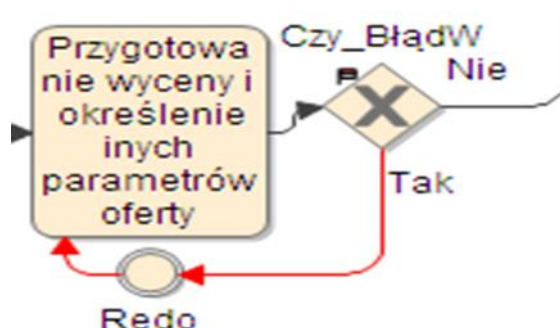 Przygotowa
nie wyceny i
określenie
inych
parametrów
oferty
Czy_BłądW
P
Nie
Tak
Redo